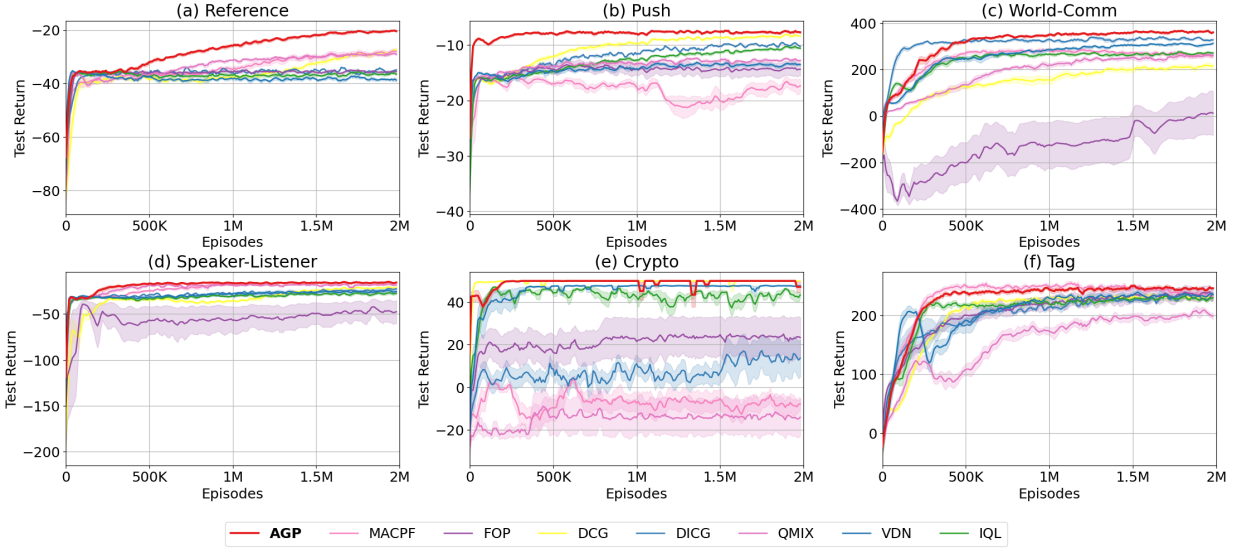 (a) Reference
Test Return
−20
−40
−60
−80
0
500K
1M
1.5M
2M
Episodes
(b) Push
Test Return
−10
−20
−30
−40
0
500K
1M
1.5M
2M
Episodes
(c) World-Comm
Test Return
400
200
0
−200
−400
0
500K
1M
1.5M
2M
Episodes
(d) Speaker-Listener
Test Return
−50
−100
−150
−200
0
500K
1M
1.5M
2M
Episodes
(e) Crypto
Test Return
40
20
0
−20
0
500K
1M
1.5M
2M
Episodes
(f) Tag
Test Return
200
100
0
0
500K
1M
1.5M
2M
Episodes
AGP MACPF FOP DCG DICG QMIX VDN IQL